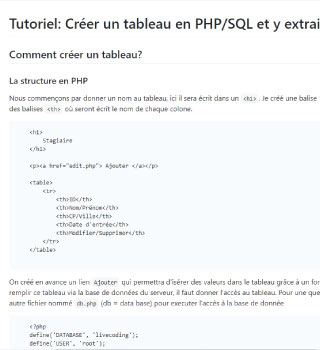 Tutoriel: Créer un tableau en PHP/SQL et y extrai
Comment créer un tableau?
La structure en PHP
Nous commençons par donner un nom au tableau, ici il sera écrit dans un <h1>. Je créé une balise
des balises <th> où seront écrit le nom de chaque colone.
<h1>
Stagiaire
</h1>
<p><a href="edit.php"> Ajouter </a></p>
<table>
<tr>
<th>ID</th>
<th>Nom/Prénom</th>
<th>CP/Ville</th>
<th>Date d'entrée</th>
<th>Modifier/Supprimer</th>
</tr>
</table>
On créé en avance un lien Ajouter qui permettra d'isérer des valeurs dans le tableau grâce à un for
remplir ce tableau via la base de données du serveur, il faut donner l'accès au tableau. Pour une que
autre fichier nommé db.php (db = data base) pour executer l'accès à la base de donnée
<?php
define('DATABASE', 'livecoding');
define('USER', 'root');